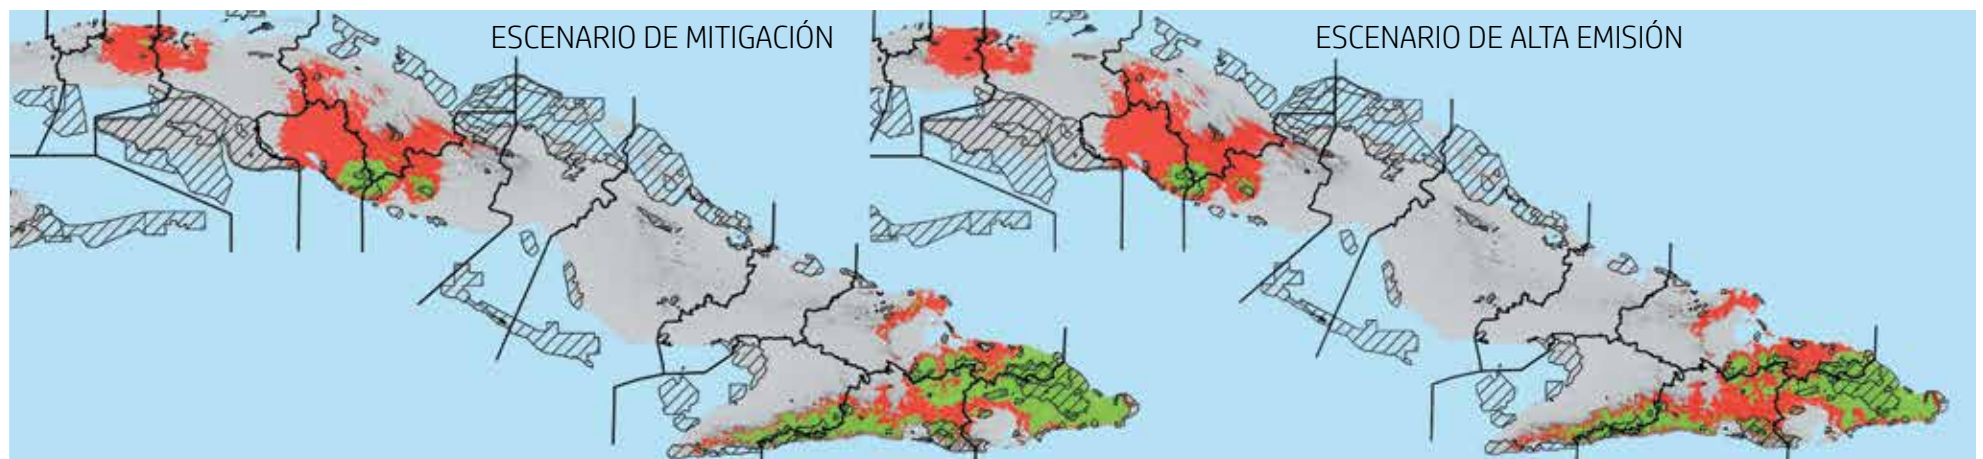 ESCENARIO DE MITIGACIÓN
ESCENARIO DE ALTA EMISIÓN